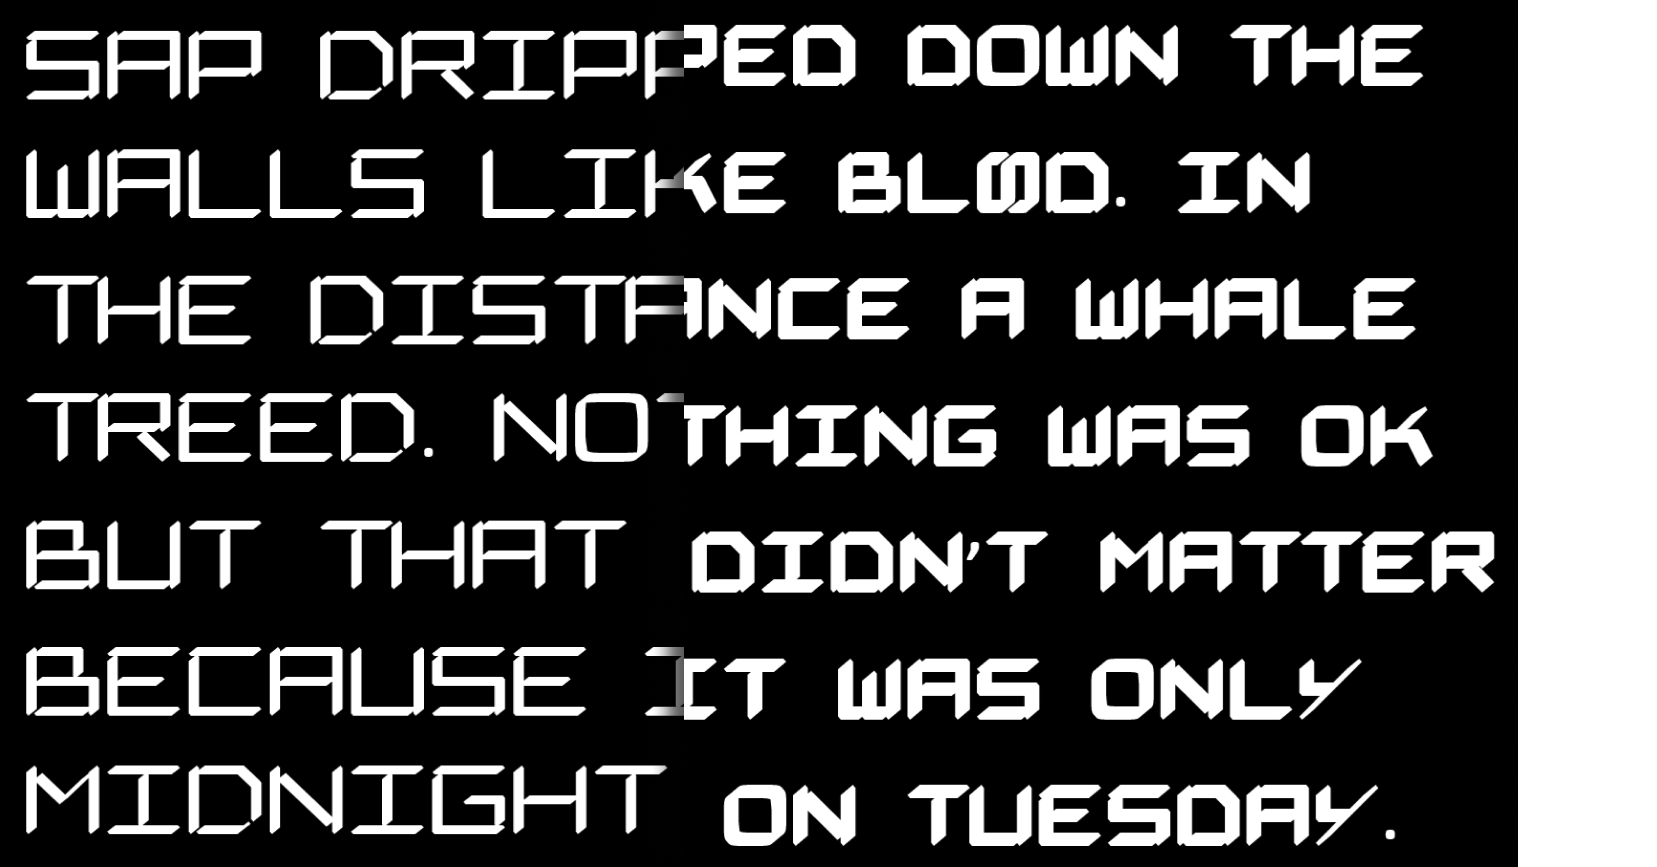 SAP DRIPPED DOWN THE
WALLS LIKE BLOOD. IN
THE DISTANCE A WHALE
TREED. NOTHING WAS OK
BUT THAT DIDN'T MATTER
BECAUSE IT WAS ONLY
MIDNIGHT ON TUESDAY.